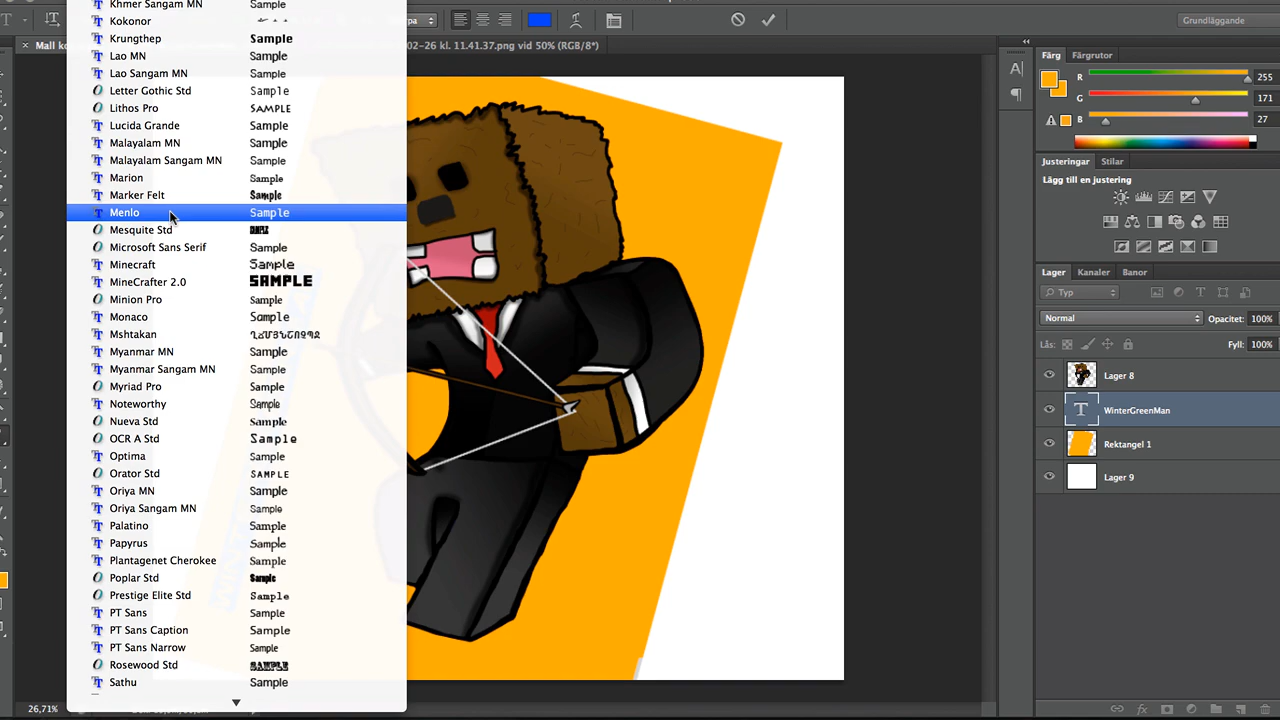 Khmer Sangam MN Sample
Grundläggande
Kokonor
Krungthep Sample
Mall ko 02-26 kl. 11.41.37.png vid 50% (RGB/8*)
Lao MN Sample
Färg Färgrutor
Lao Sangam MN Sample
R 255
Letter Gothic Std Sample
G 171
Lithos Pro SAMPLE
B 27
Lucida Grande Sample
Malayalam MN Sample
Malayalam Sangam MN Sample
Justeringar Stilar
Marion Sample
Lägg till en justering
Marker Felt Sample
Menlo Sample
Mesquite Std SAMPLE
Microsoft Sans Serif Sample
Minecraft Sample
Lager Kanaler Banor
MineCrafter 2.0 SAMPLE
Typ
Minion Pro Sample
Monaco Sample
Normal Opacitet: 100%
Mshtakan
Lås: Fyll: 100%
Myanmar MN Sample
Myanmar Sangam MN Sample
Lager 8
Myriad Pro Sample
Noteworthy Sample
WinterGreenMan
Nueva Std Sample
OCR A Std Sample
Rektangel 1
Optima Sample
Orator Std SAMPLE
Lager 9
Oriya MN Sample
Oriya Sangam MN Sample
Palatino Sample
Papyrus Sample
Plantagenet Cherokee Sample
Poplar Std Sample
Prestige Elite Std Sample
PT Sans Sample
PT Sans Caption Sample
PT Sans Narrow Sample
Rosewood Std SAMPLE
Sathu Sample
26,71%